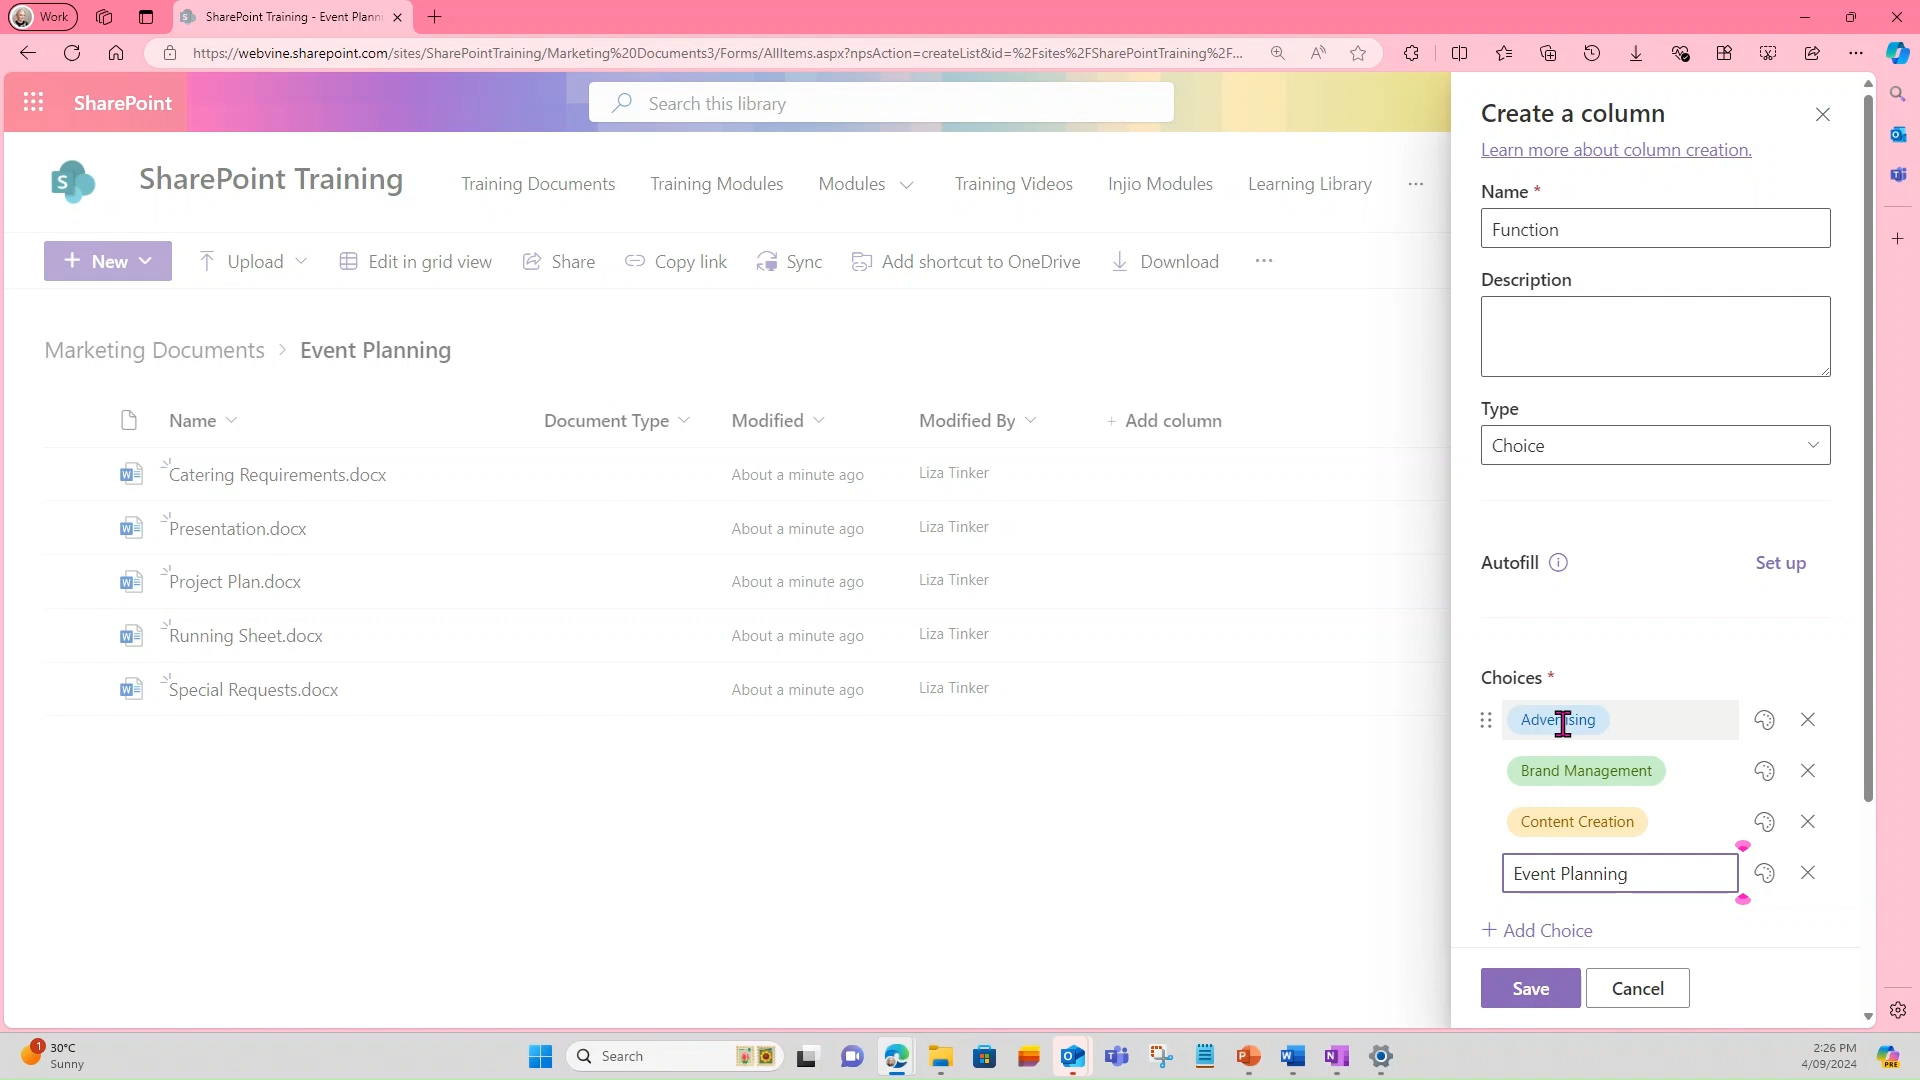 Work
SharePoint Training - Event Planni
https://webvine.sharepoint.com/sites/SharePointTraining/Marketing%20Documents3/Forms/AllItems.aspx?npsAction=createList&id=%2Fsites%2FSharePointTraining%2F...
SharePoint
Search this library
SharePoint Training
Training Documents
Training Modules
Modules
Training Videos
Injio Modules
Learning Library
New
Upload
Edit in grid view
Share
Copy link
Sync
Add shortcut to OneDrive
Download
Marketing Documents > Event Planning
Name
Document Type
Modified
Modified By
+ Add column
Catering Requirements.docx
About a minute ago
Liza Tinker
Presentation.docx
About a minute ago
Liza Tinker
Project Plan.docx
About a minute ago
Liza Tinker
Running Sheet.docx
About a minute ago
Liza Tinker
Special Requests.docx
About a minute ago
Liza Tinker
Create a column
Learn more about column creation.
Name *
Function
Description
Type
Choice
Autofill
Set up
Choices *
Advertising
Brand Management
Content Creation
Event Planning
+ Add Choice
Save
Cancel
1
30°C
Sunny
Search
2:26 PM
4/09/2024
PRE